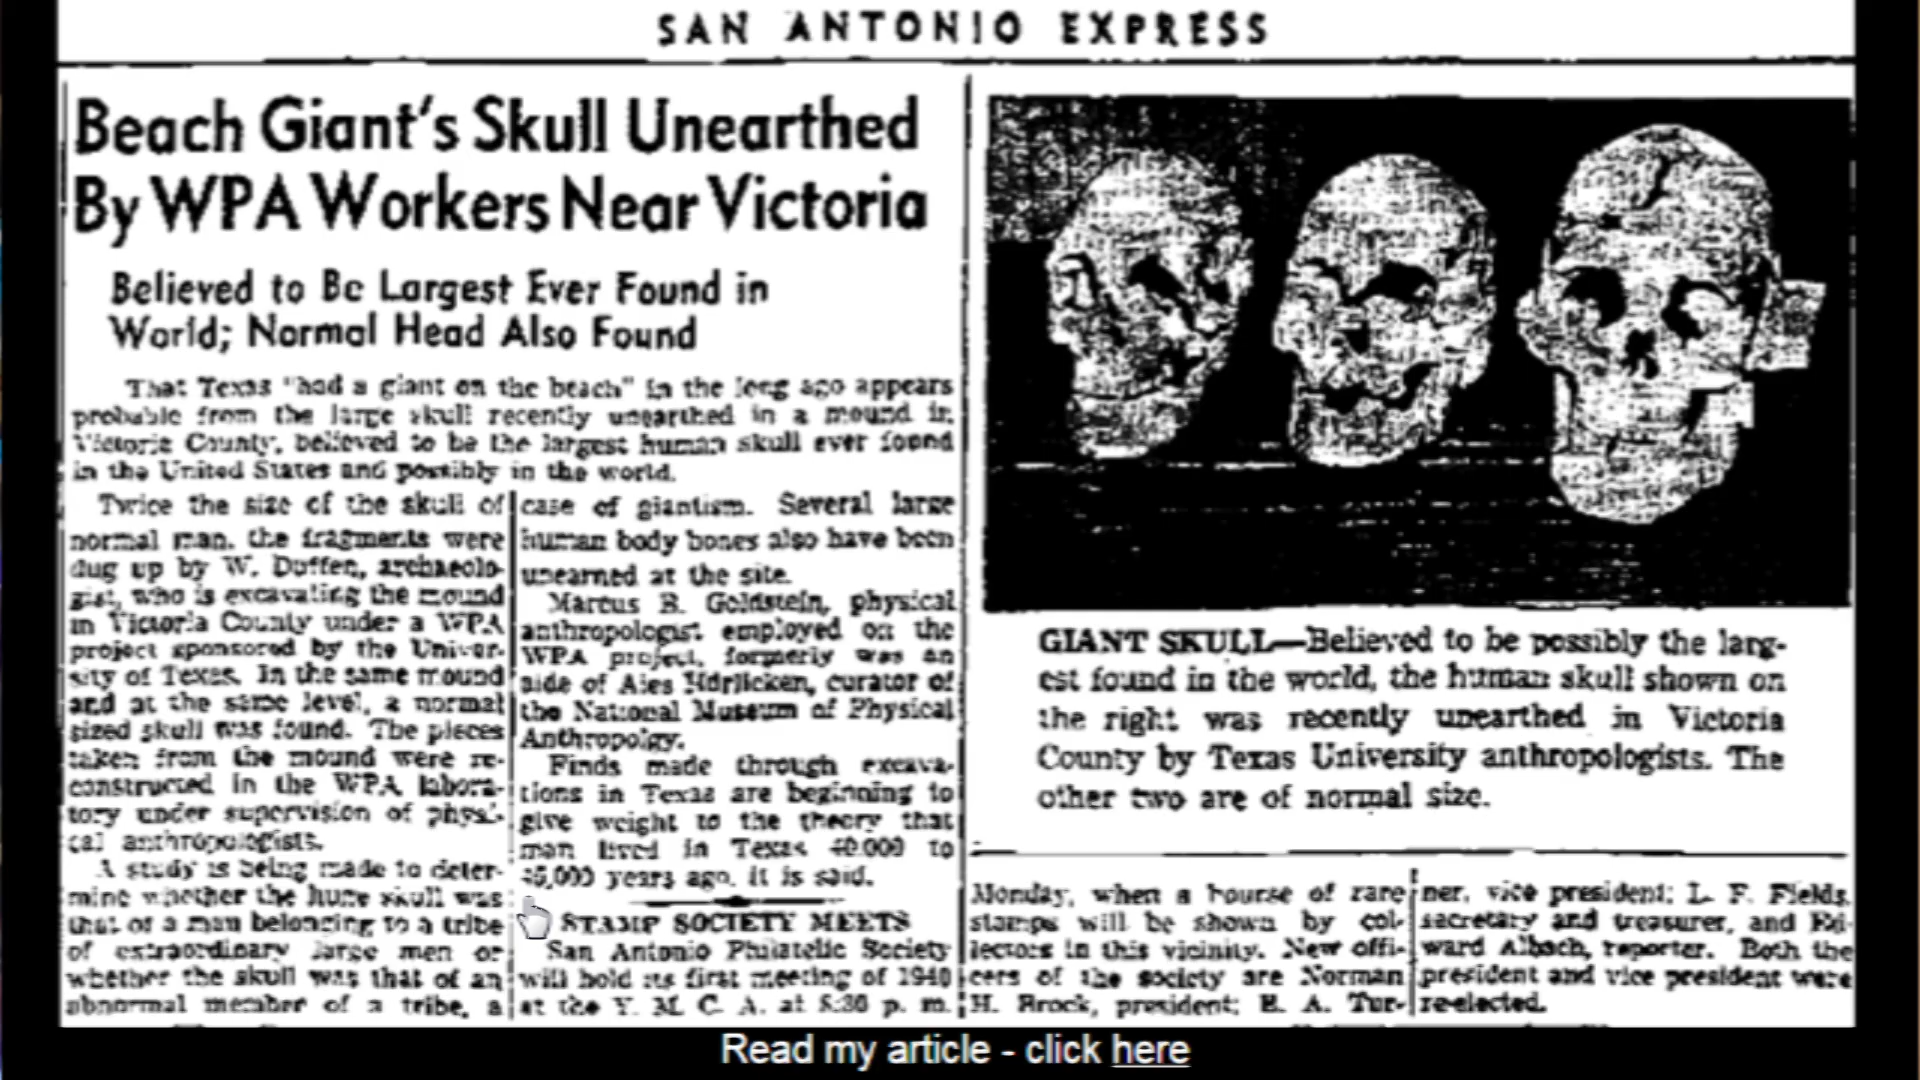 SAN ANTONIO EXPRESS
Beach Giant's Skull Unearthed
By WPA Workers Near Victoria
Believed to Be Largest Ever Found in
World; Normal Head Also Found
That Texas "had a giant on the beach" in the long ago appears
probable from the large skull recently unearthed in a mound in
Victoria County, believed to be the largest human skull ever found
in the United States and possibly in the world.
Twice the size of the skull of
normal man, the fragments were
dug up by W. Duffen, archaeolo-
gist, who is excavating the mound
in Victoria County under a WPA
project sponsored by the Univer-
sity of Texas. In the same mound
and at the same level, a normal
sized skull was found. The pieces
taken from the mound were re-
constructed in the WPA labora-
tory under supervision of physi-
cal anthropologists.
A study is being made to deter-
mine whether the huge skull was
that of a man belonging to a tribe
of extraordinary large men or
whether the skull was that of an
abnormal member of a tribe, a
case of giantism. Several large
human body bones also have been
unearned at the site.
Marcus B. Goldstein, physical
anthropologist employed on the
WPA project, formerly was an
aide of Ales curator of
the National Museum of Physical
Anthropolgy.
Finds made through excava-
tions in Texas are beginning to
give weight to the theory that
man lived in Texas 40,000 to
years ago, it is said.
STAMP SOCIETY MEETS
San Antonio Philatelic Society
will hold its first meeting of 1940
at the Y. M. C. A. at 8:30 p. m.
Monday, when a bourse of rare
stamps will be shown by col-
lectors in this vicinity. New offi-
cers of the society are Norman
H. Brock, president; E. A. Tur-
ner, vice president; L. F. Fields,
secretary and treasurer, and Ed-
ward Albach, reporter. Both the
president and vice president were
re-elected.
GIANT SKULL—Believed to be possibly the larg-
est found in the world, the human skull shown on
the right was recently unearthed in Victoria
County by Texas University anthropologists. The
other two are of normal size.
Read my article - click here